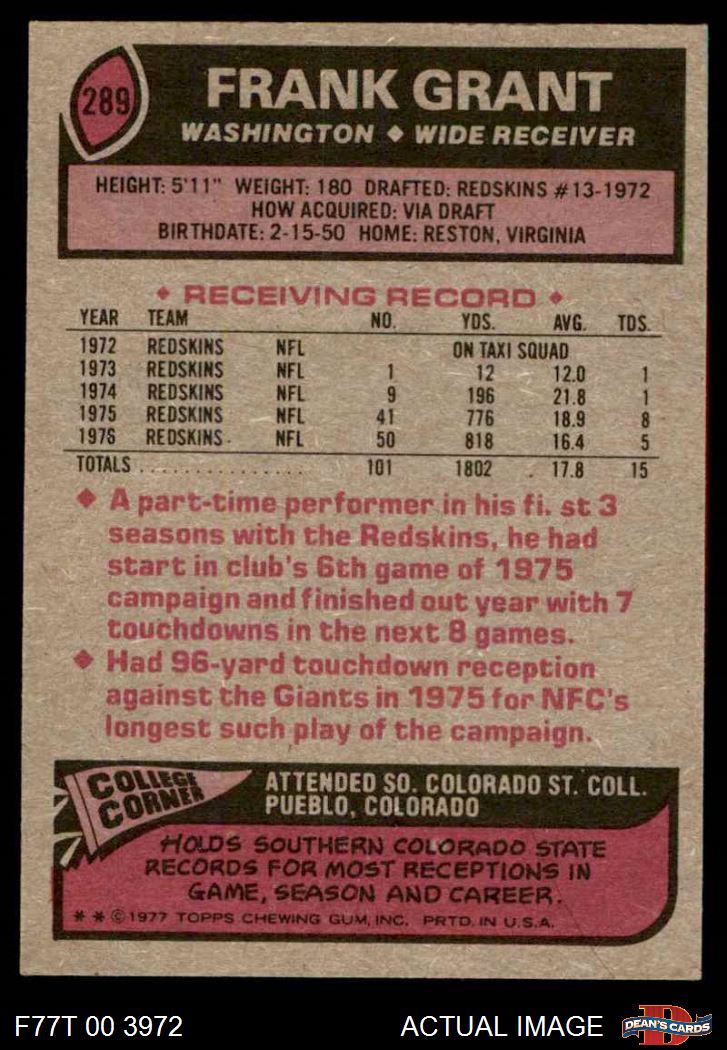 289
FRANK GRANT
WASHINGTON ◆ WIDE RECEIVER
HEIGHT: 5'11" WEIGHT: 180 DRAFTED: REDSKINS #13-1972
HOW ACQUIRED: VIA DRAFT
BIRTHDATE: 2-15-50 HOME: RESTON, VIRGINIA
◆ RECEIVING RECORD ◆
YEAR TEAM NO. YDS. AVG. TDS.
1972 REDSKINS NFL ON TAXI SQUAD
1973 REDSKINS NFL 1 12 12.0 1
1974 REDSKINS NFL 9 196 21.8 1
1975 REDSKINS NFL 41 776 18.9 8
1976 REDSKINS NFL 50 818 16.4 5
TOTALS . . . . . . . . . . . . . . . . 101 1802 17.8 15
◆ A part-time performer in his fi. st 3
seasons with the Redskins, he had
start in club's 6th game of 1975
campaign and finished out year with 7
touchdowns in the next 8 games.
◆ Had 96-yard touchdown reception
against the Giants in 1975 for NFC's
longest such play of the campaign.
COLLEGE
CORNER
ATTENDED SO. COLORADO ST. COLL.
PUEBLO, COLORADO
HOLDS SOUTHERN COLORADO STATE
RECORDS FOR MOST RECEPTIONS IN
GAME, SEASON AND CAREER.
* * © 1977 TOPPS CHEWING GUM, INC. PRTD. IN U.S.A.
F77T 00 3972 ACTUAL IMAGE D DEAN'S CARDS